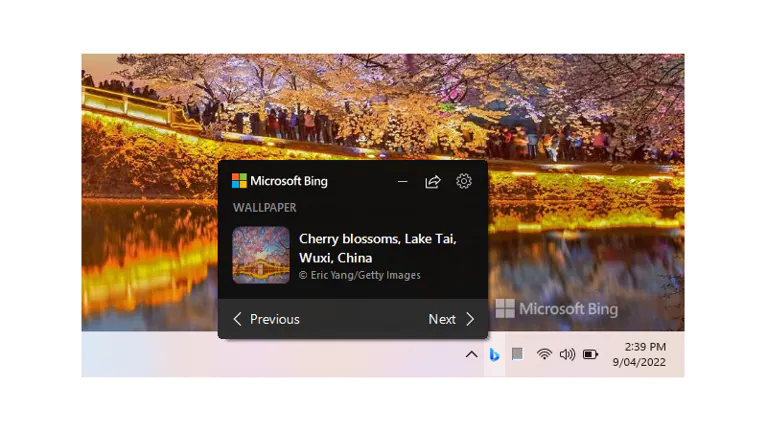 Microsoft Bing
WALLPAPER
Cherry blossoms, Lake Tai,
Wuxi, China
© Eric Yang/Getty Images
Previous
Next
Microsoft Bing
2:39 PM
9/04/2022